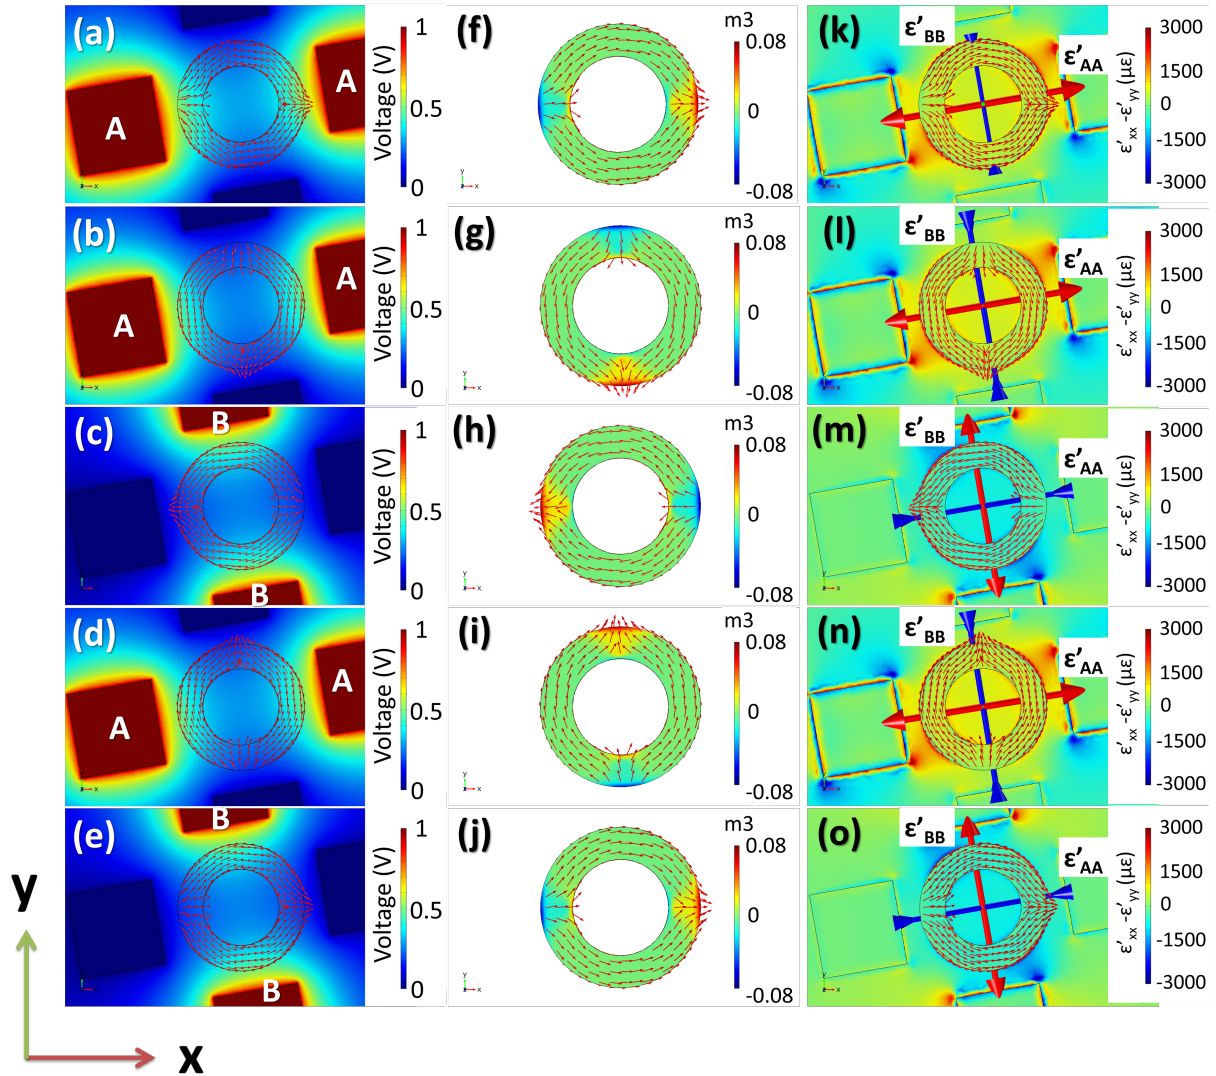 (a)
A
A
Voltage (V)
1
0.5
0
(f)
m3
0.08
0
-0.08
(k)
ε'BB
ε'AA
ε'xx -ε'yy (µε)
3000
1500
0
-1500
-3000
(b)
A
A
Voltage (V)
1
0.5
0
(g)
m3
0.08
0
-0.08
(l)
ε'BB
ε'AA
ε'xx -ε'yy (µε)
3000
1500
0
-1500
-3000
(c)
B
B
Voltage (V)
1
0.5
0
(h)
m3
0.08
0
-0.08
(m)
ε'BB
ε'AA
ε'xx -ε'yy (µε)
3000
1500
0
-1500
-3000
(d)
A
A
Voltage (V)
1
0.5
0
(i)
m3
0.08
0
-0.08
(n)
ε'BB
ε'AA
ε'xx -ε'yy (µε)
3000
1500
0
-1500
-3000
(e)
B
B
Voltage (V)
1
0.5
0
(j)
m3
0.08
0
-0.08
(o)
ε'BB
ε'AA
ε'xx -ε'yy (µε)
3000
1500
0
-1500
-3000
y
x